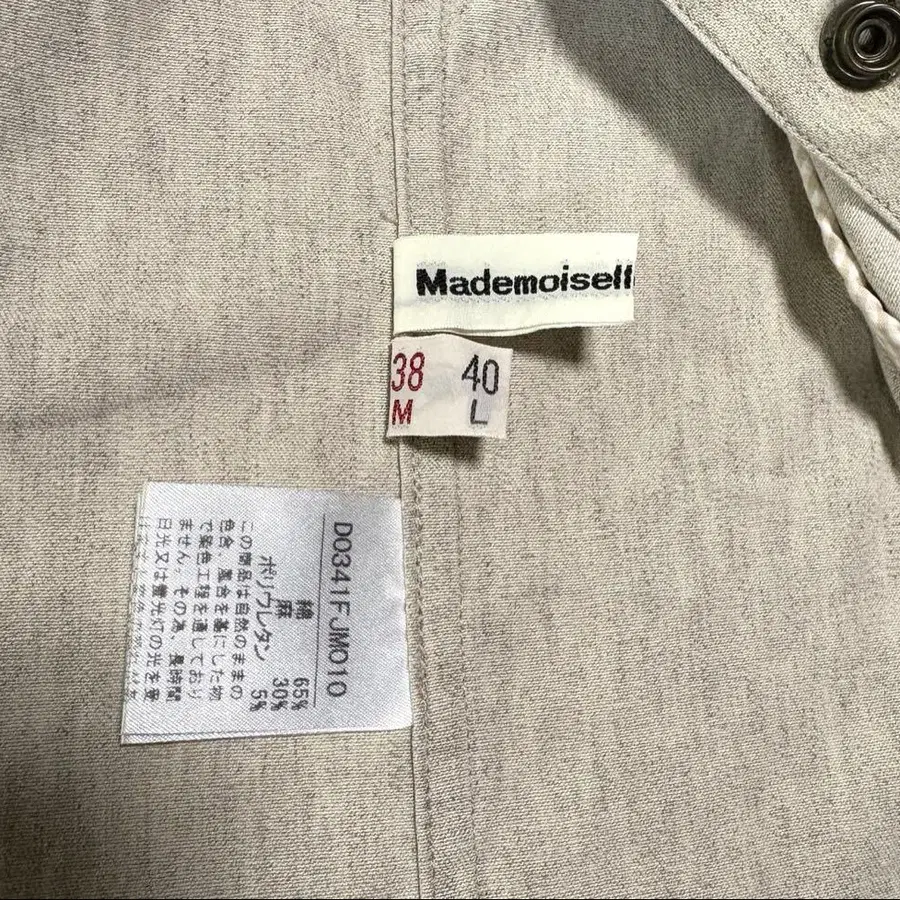 Mademoisell
38 40
M L
D0341FJM010
綿 65%
麻 30%
ポリウレタン 5%
この商品は自然のままの
色合、風合を基にした物
で染色工程を通しており
ません。その為、長時間
日光又は蛍光灯の光を受